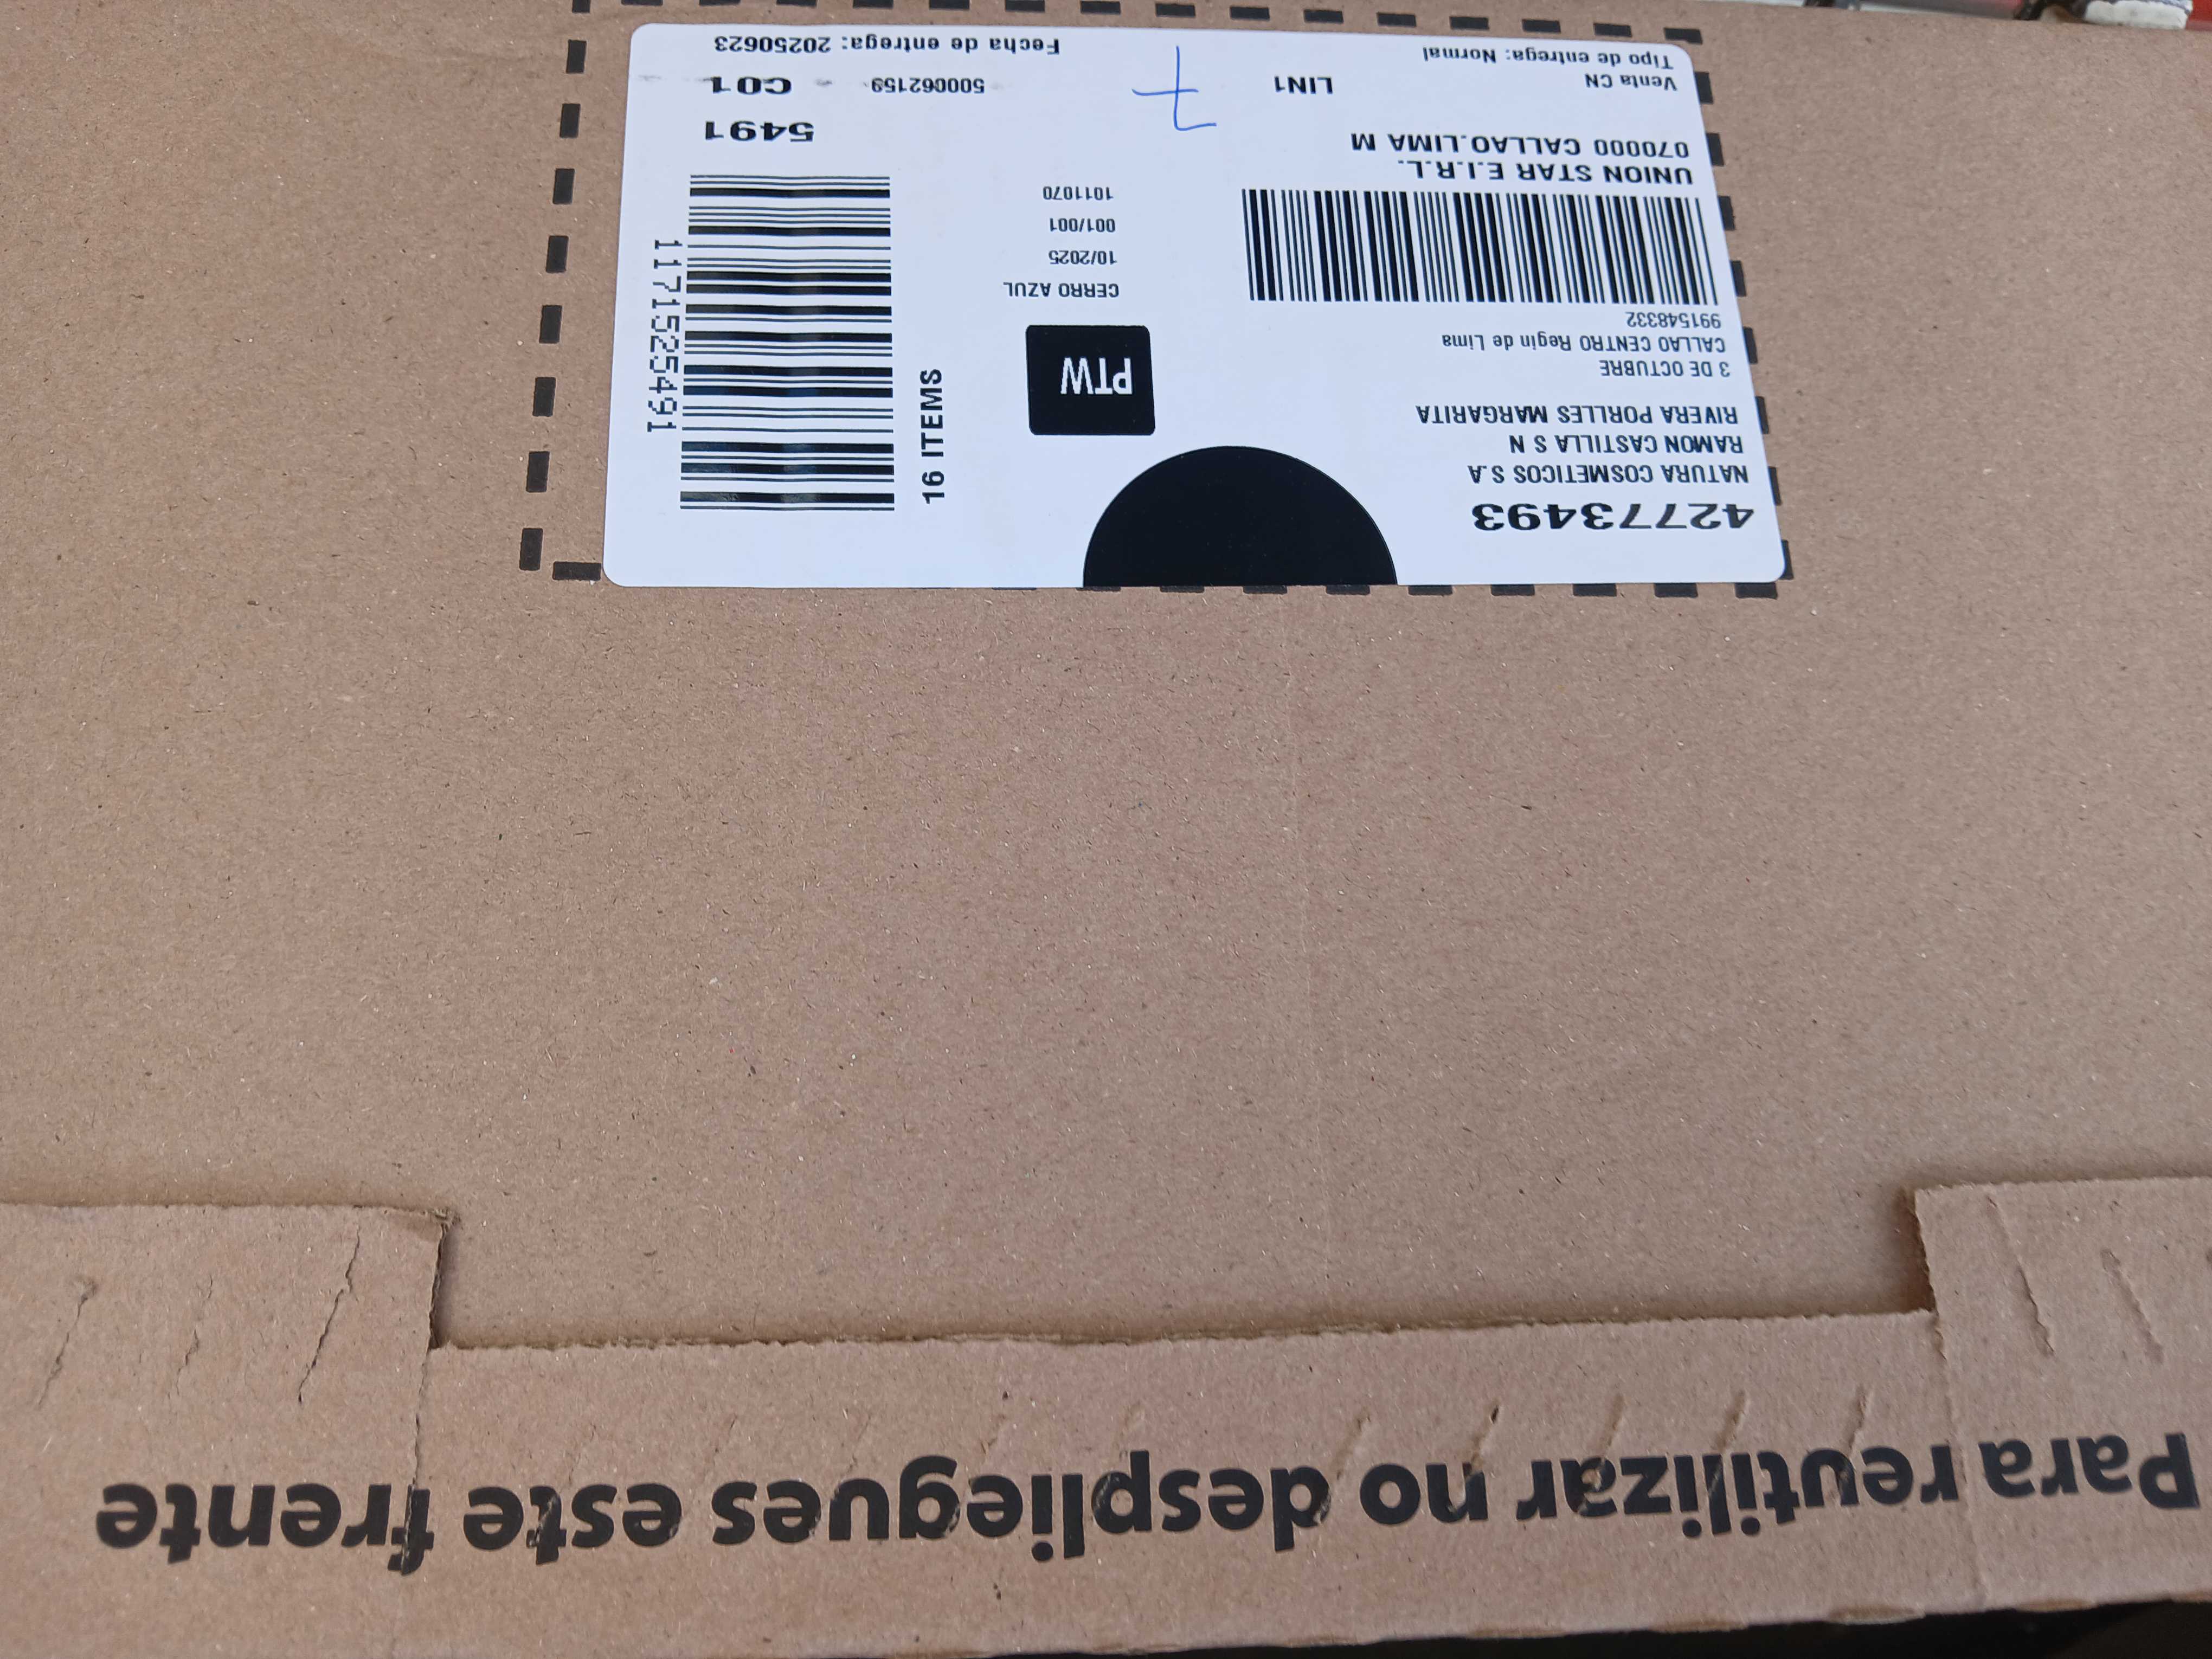 Para reutilizar no despliegues este frente
42773493
NATURA COSMETICOS S.A
RAMON CASTILLA S N
RIVERA PORLLES MARGARITA
3 DE OCTUBRE
CALLAO CENTRO Regin de Lima
991548332
UNION STAR E.I.R.L.
070000 CALLAO.LIMA M
Venta CN
LIN1
Tipo de entrega: Normal
7
PTW
CERRO AZUL
10/2025
001/001
1011070
16 ITEMS
1171525491
5491
500062159
C01
Fecha de entrega: 20250623